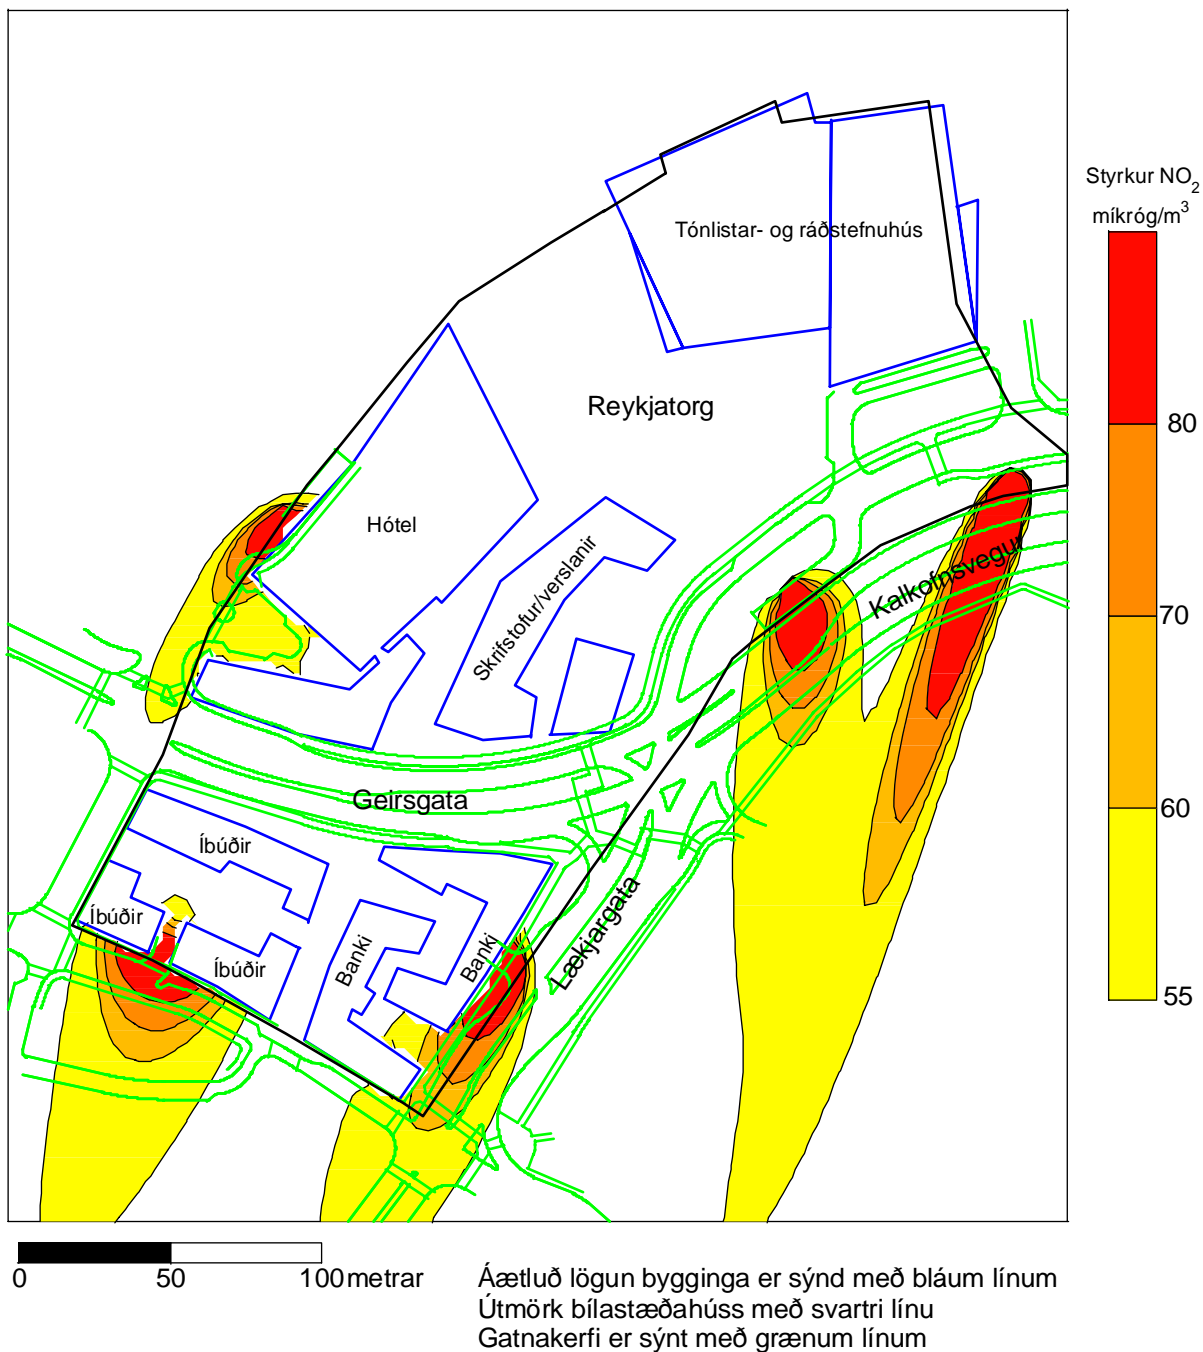 Styrkur NO₂
míkróg/m³
Tónlistar- og ráðstefnuhús
Reykjatorg
80
Hótel
Skrifstofur/verslanir
Kalkofnsvegur
70
Geirsgata
60
Íbúðir
Íbúðir
Íbúðir
Banki
Banki
Lækjargata
55
0 50 100 metrar
Áætluð lögun bygginga er sýnd með bláum línum
Útmörk bílastæðahúss með svartri línu
Gatnakerfi er sýnt með grænum línum